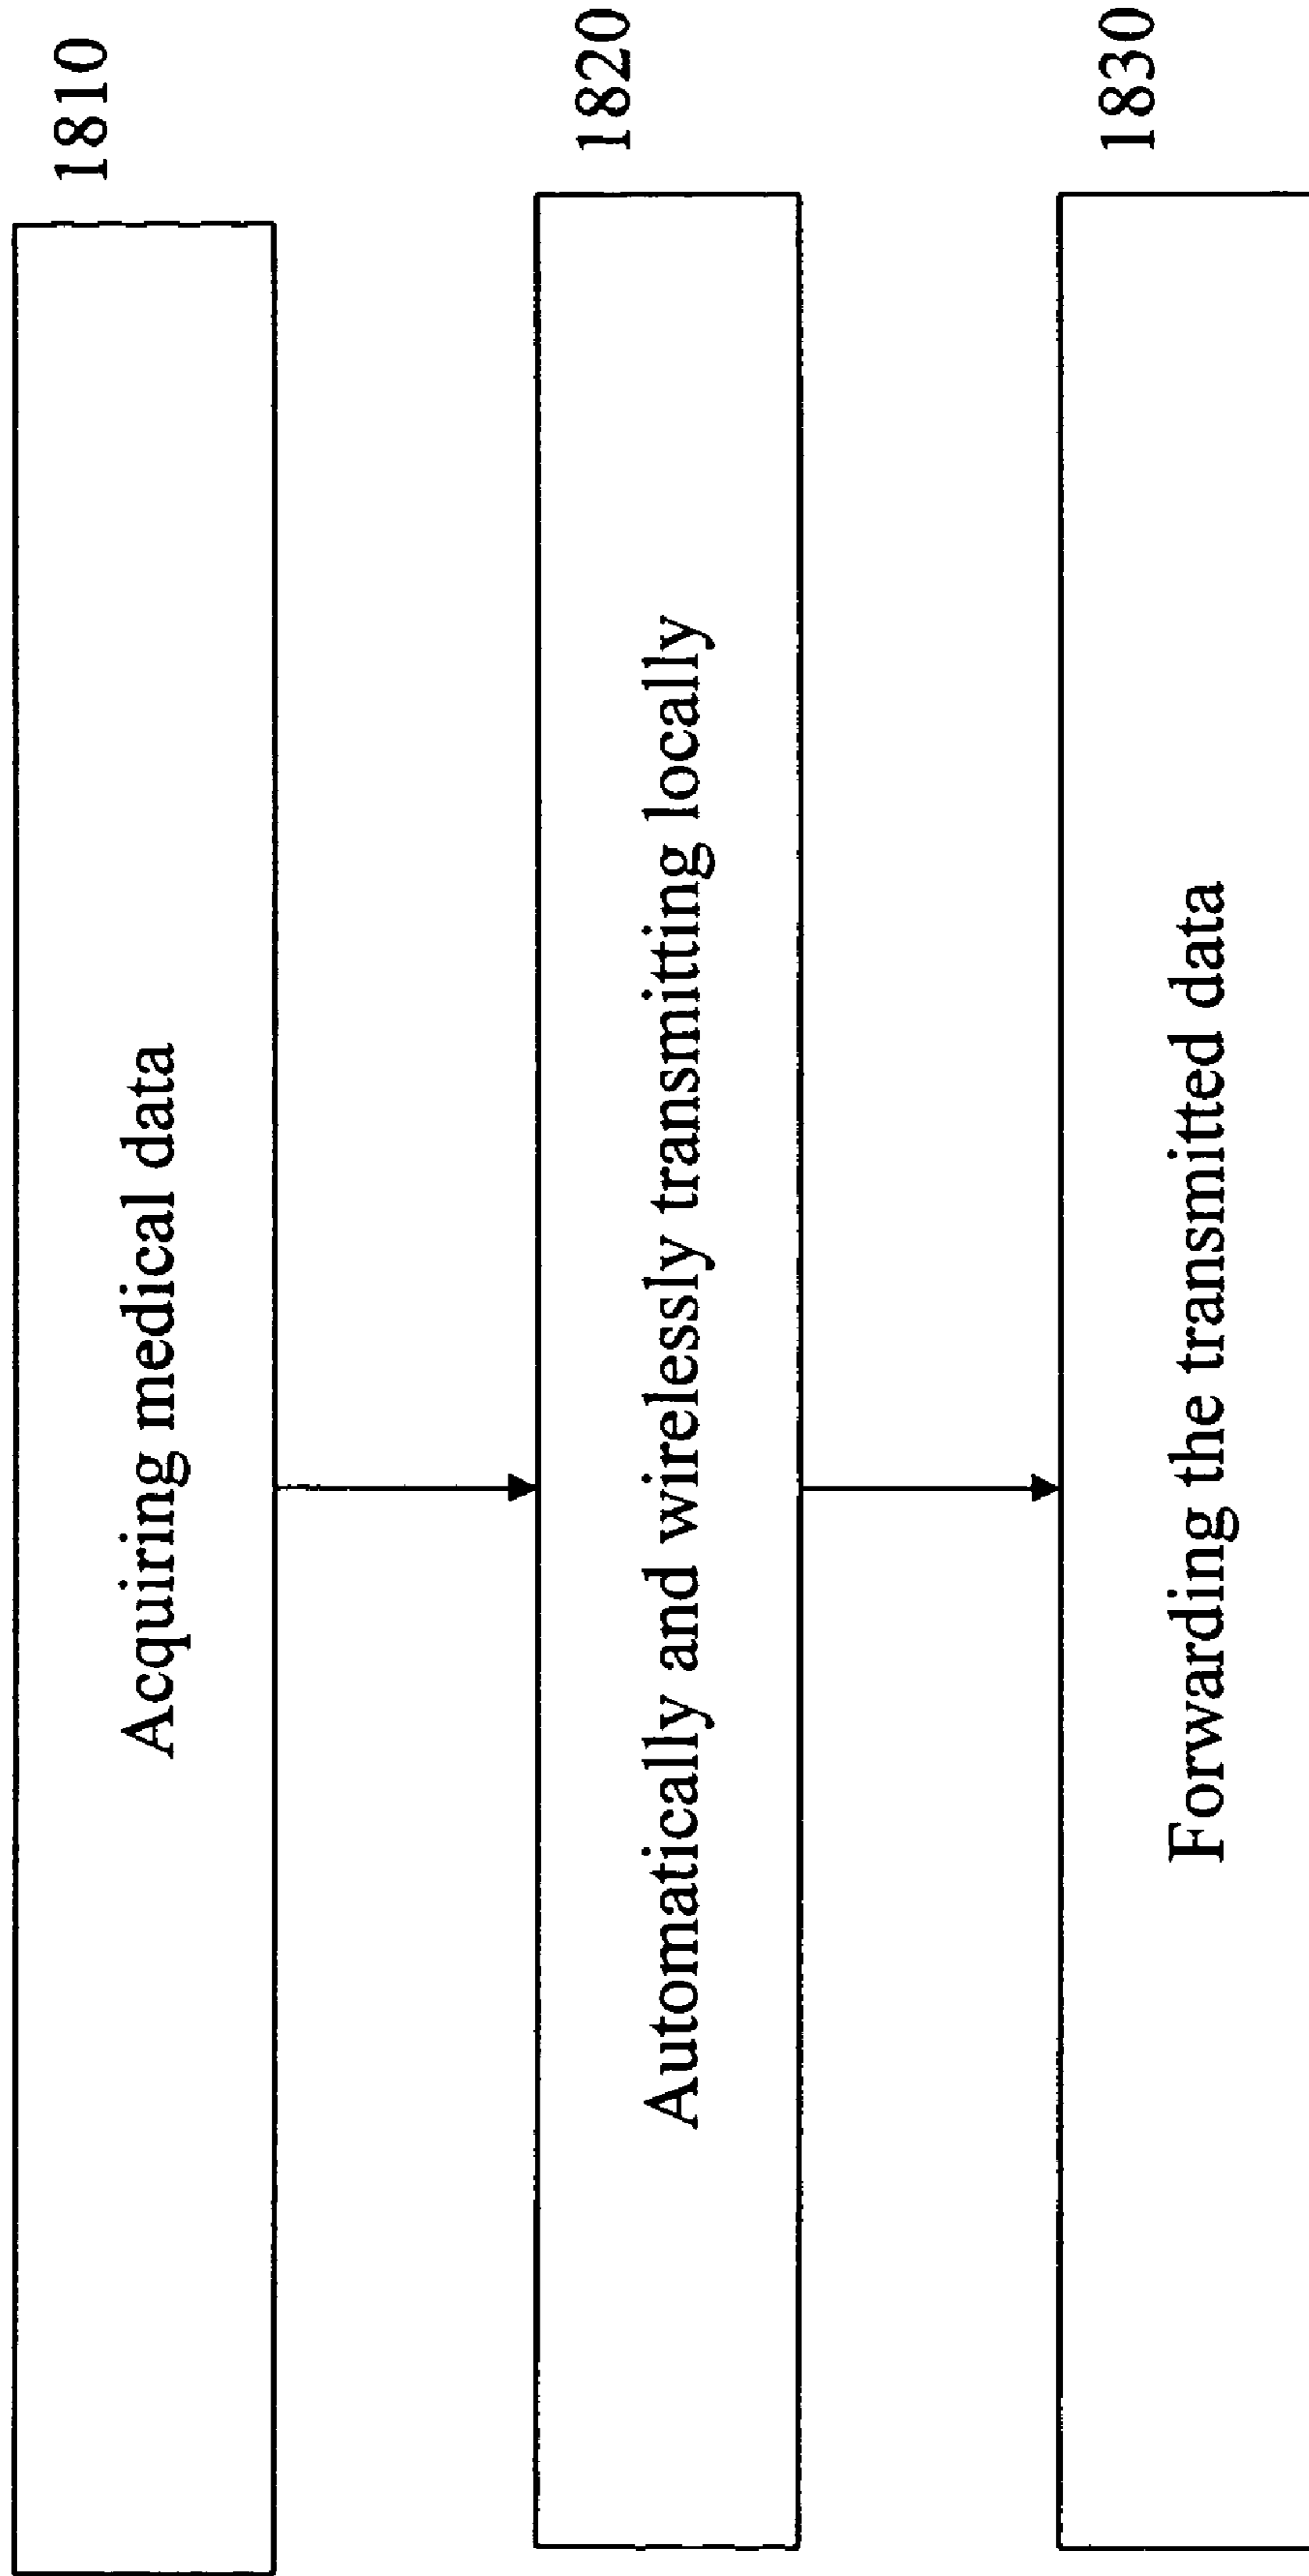 Acquiring medical data
1810
Automatically and wirelessly transmitting locally
1820
Forwarding the transmitted data
1830